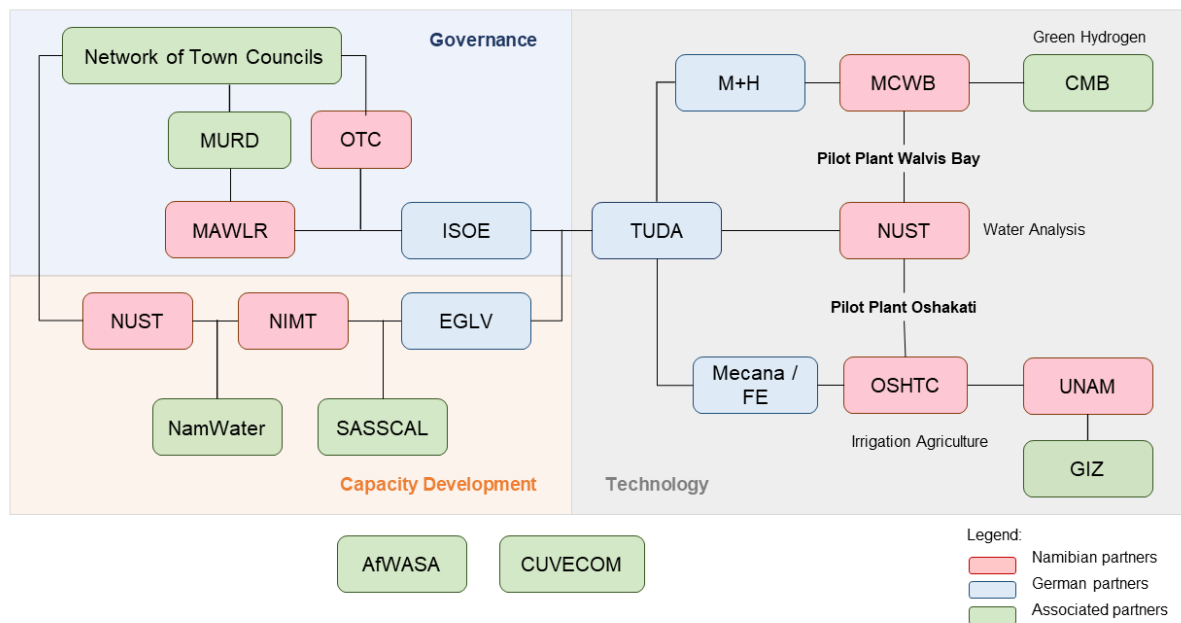 Governance
Network of Town Councils
MURD
OTC
MAWLR
ISOE
NUST
NIMT
EGLV
NamWater
SASSCAL
Capacity Development
Green Hydrogen
M+H
MCWB
CMB
Pilot Plant Walvis Bay
TUDA
NUST
Water Analysis
Pilot Plant Oshakati
Mecana /
FE
OSHTC
UNAM
Irrigation Agriculture
GIZ
Technology
AfWASA
CUVECOM
Legend:
Namibian partners
German partners
Associated partners